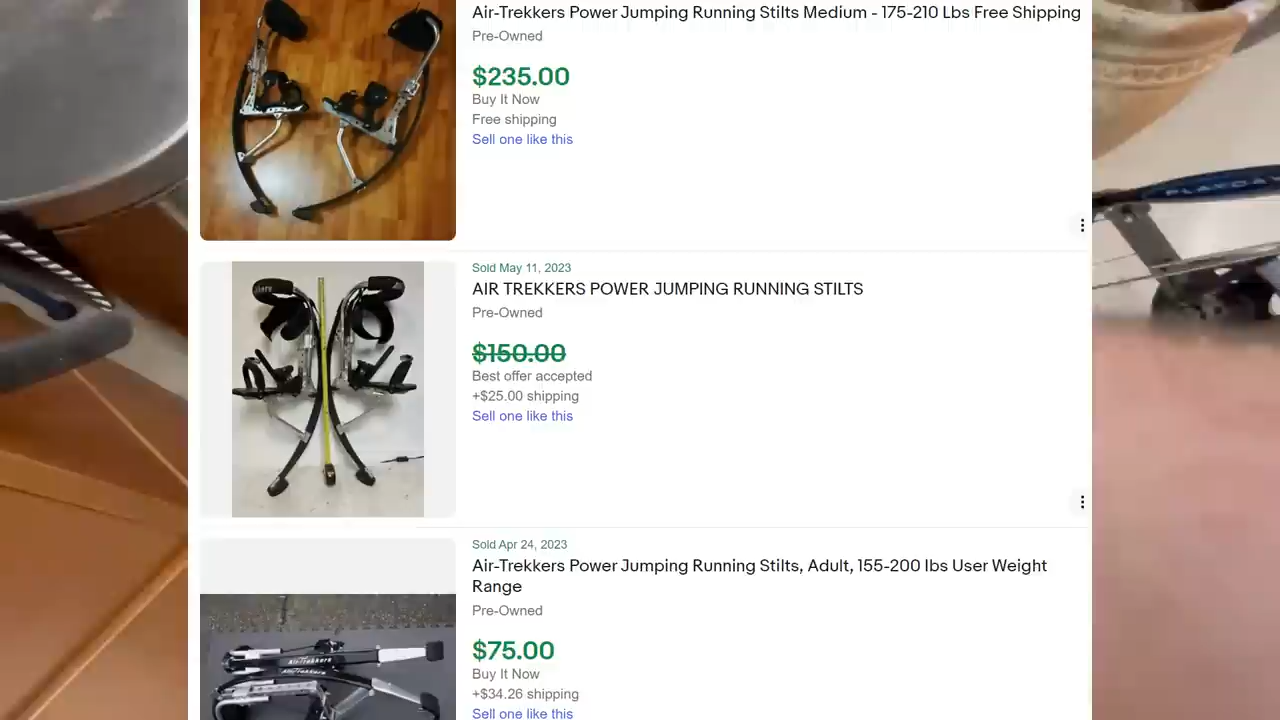 Air-Trekkers Power Jumping Running Stilts Medium - 175-210 Lbs Free Shipping
Pre-Owned
$235.00
Buy It Now
Free shipping
Sell one like this
Sold May 11, 2023
AIR TREKKERS POWER JUMPING RUNNING STILTS
Pre-Owned
$150.00
Best offer accepted
+$25.00 shipping
Sell one like this
Sold Apr 24, 2023
Air-Trekkers Power Jumping Running Stilts, Adult, 155-200 lbs User Weight
Range
Pre-Owned
$75.00
Buy It Now
+$34.26 shipping
Sell one like this
Air-Trekkers
Air-Trekkers